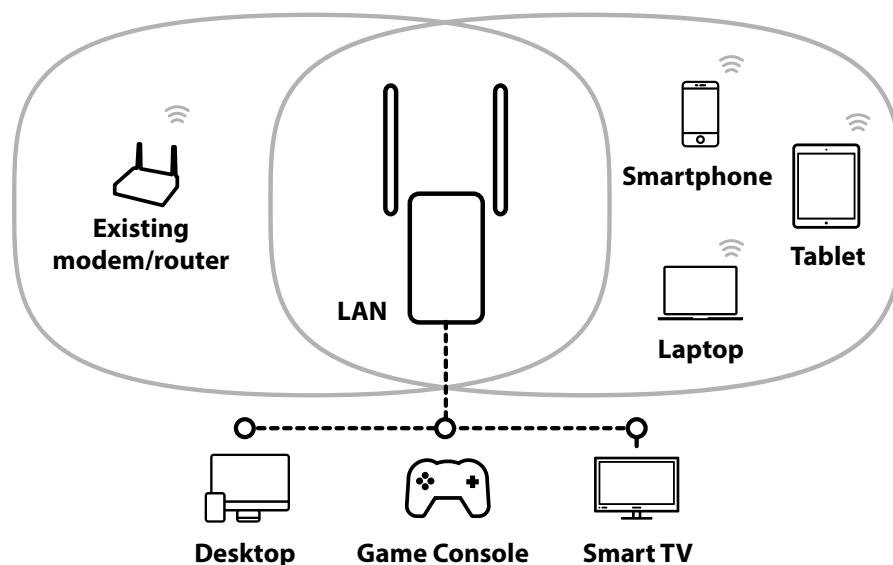 Existing
modem/router
LAN
Smartphone
Tablet
Laptop
Desktop
Game Console
Smart TV